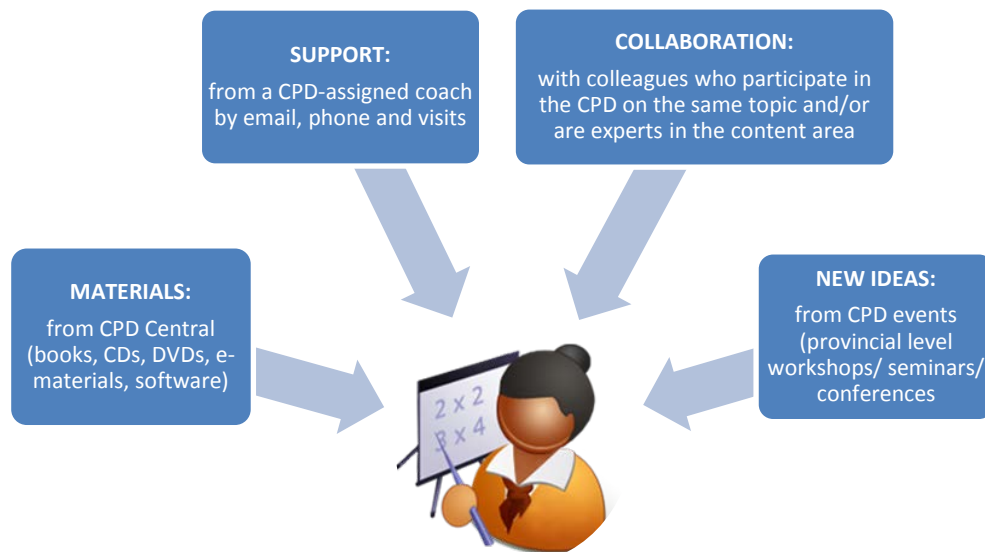 SUPPORT:
from a CPD-assigned coach
by email, phone and visits
COLLABORATION:
with colleagues who participate in
the CPD on the same topic and/or
are experts in the content area
MATERIALS:
from CPD Central
(books, CDs, DVDs, e-
materials, software)
NEW IDEAS:
from CPD events
(provincial level
workshops/ seminars/
conferences
2 x 2
3 x 4